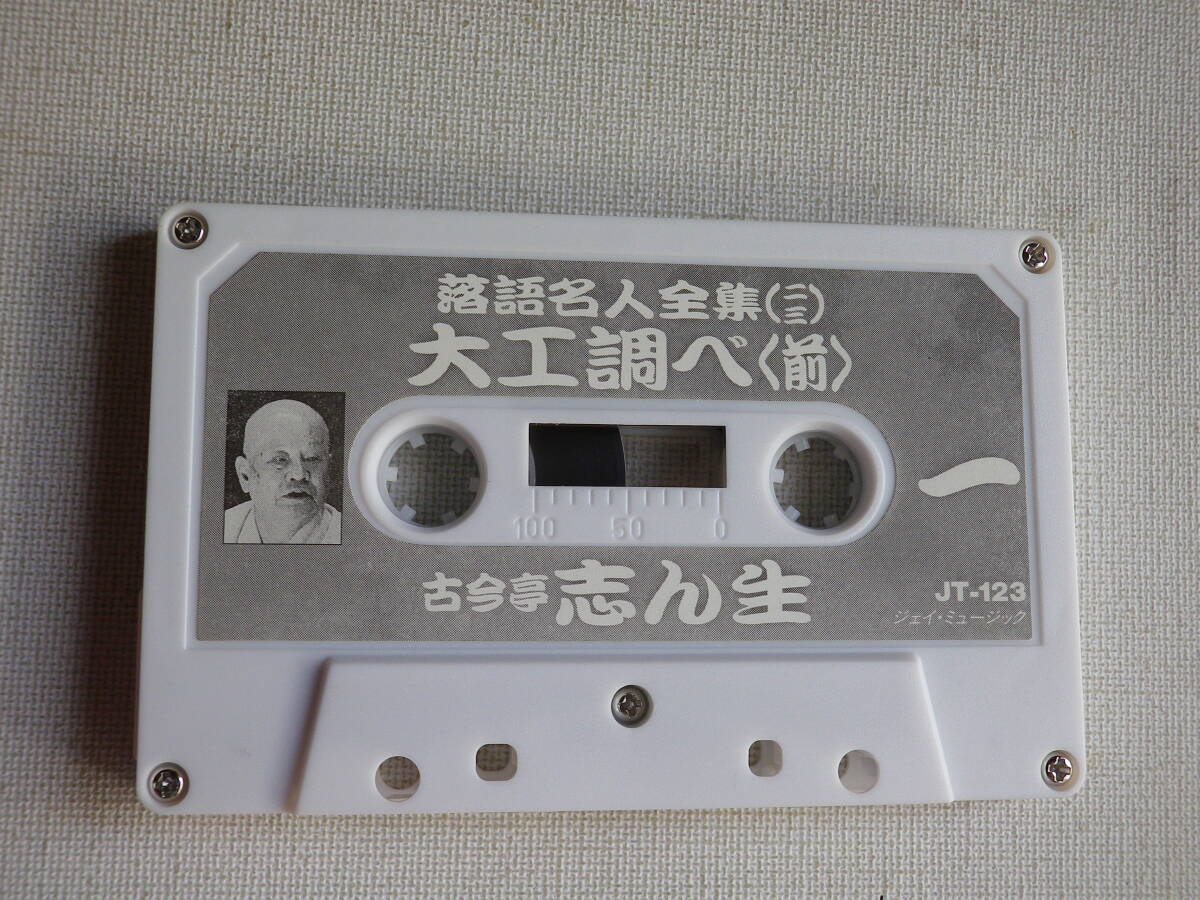 落語名人全集(二三)
大工調べ〈前〉
一
100 50 0
古今亭 志ん生
JT-123
ジェイ・ミュージック